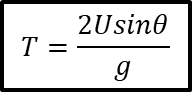 T = 2Usinθ / g